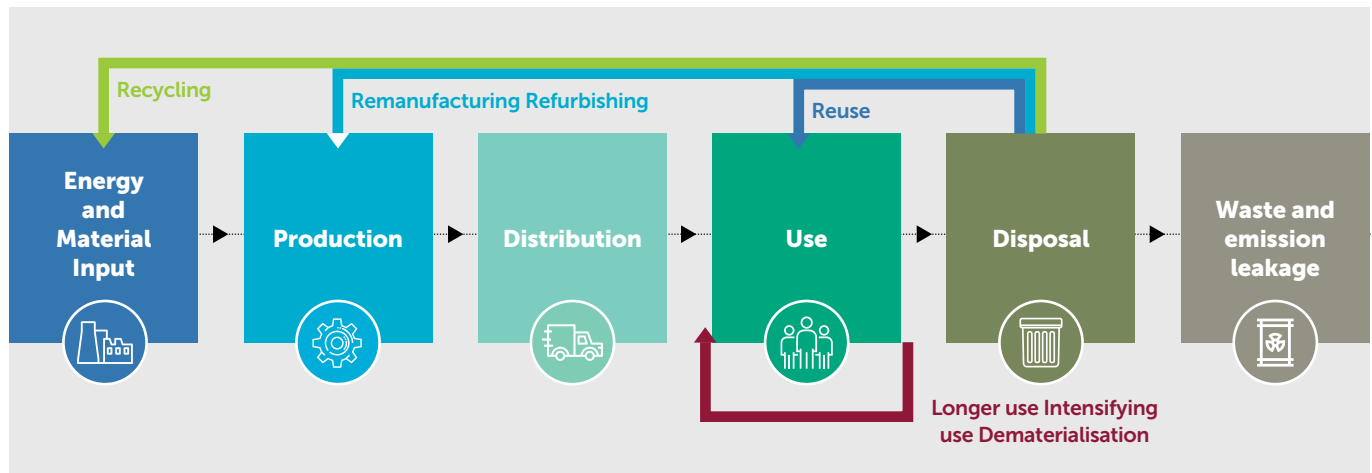 Recycling
Remanufacturing Refurbishing
Reuse
Energy
and
Material
Input
Production
Distribution
Use
Disposal
Waste and
emission
leakage
Longer use Intensifying
use Dematerialisation